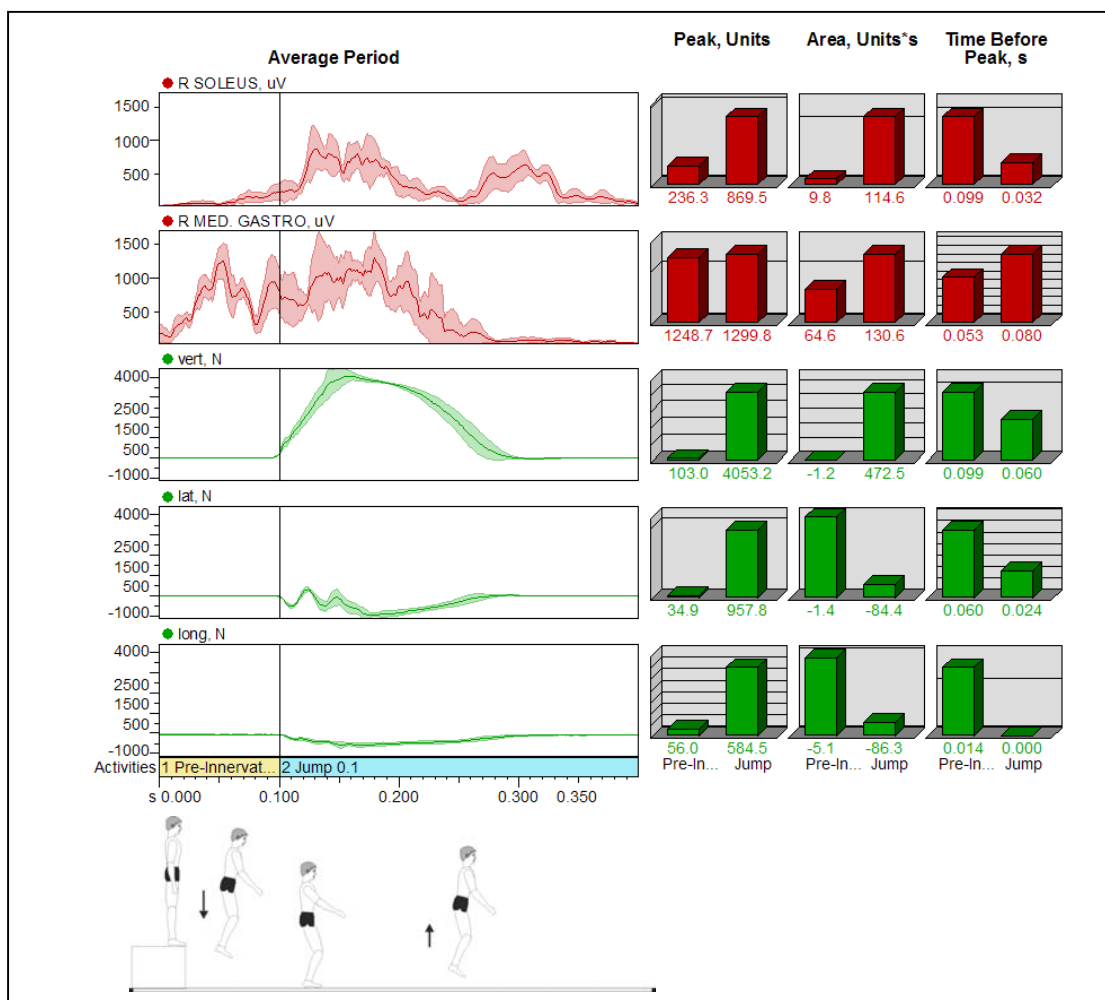 Average Period
Peak, Units
Area, Units*s
Time Before
Peak, s
R SOLEUS, uV
1500
1000
500
236.3 869.5
9.8 114.6
0.099 0.032
R MED. GASTRO, uV
1500
1000
500
1248.7 1299.8
64.6 130.6
0.053 0.080
vert, N
4000
2500
1500
500
-1000
103.0 4053.2
-1.2 472.5
0.099 0.060
lat, N
4000
2500
1500
500
-1000
34.9 957.8
-1.4 -84.4
0.060 0.024
long, N
4000
2500
1500
500
-1000
56.0 584.5
-5.1 -86.3
0.014 0.000
Pre-In... Jump
Pre-In... Jump
Pre-In... Jump
Activities 1 Pre-Innervat... 2 Jump 0.1
s 0.000 0.100 0.200 0.300 0.350